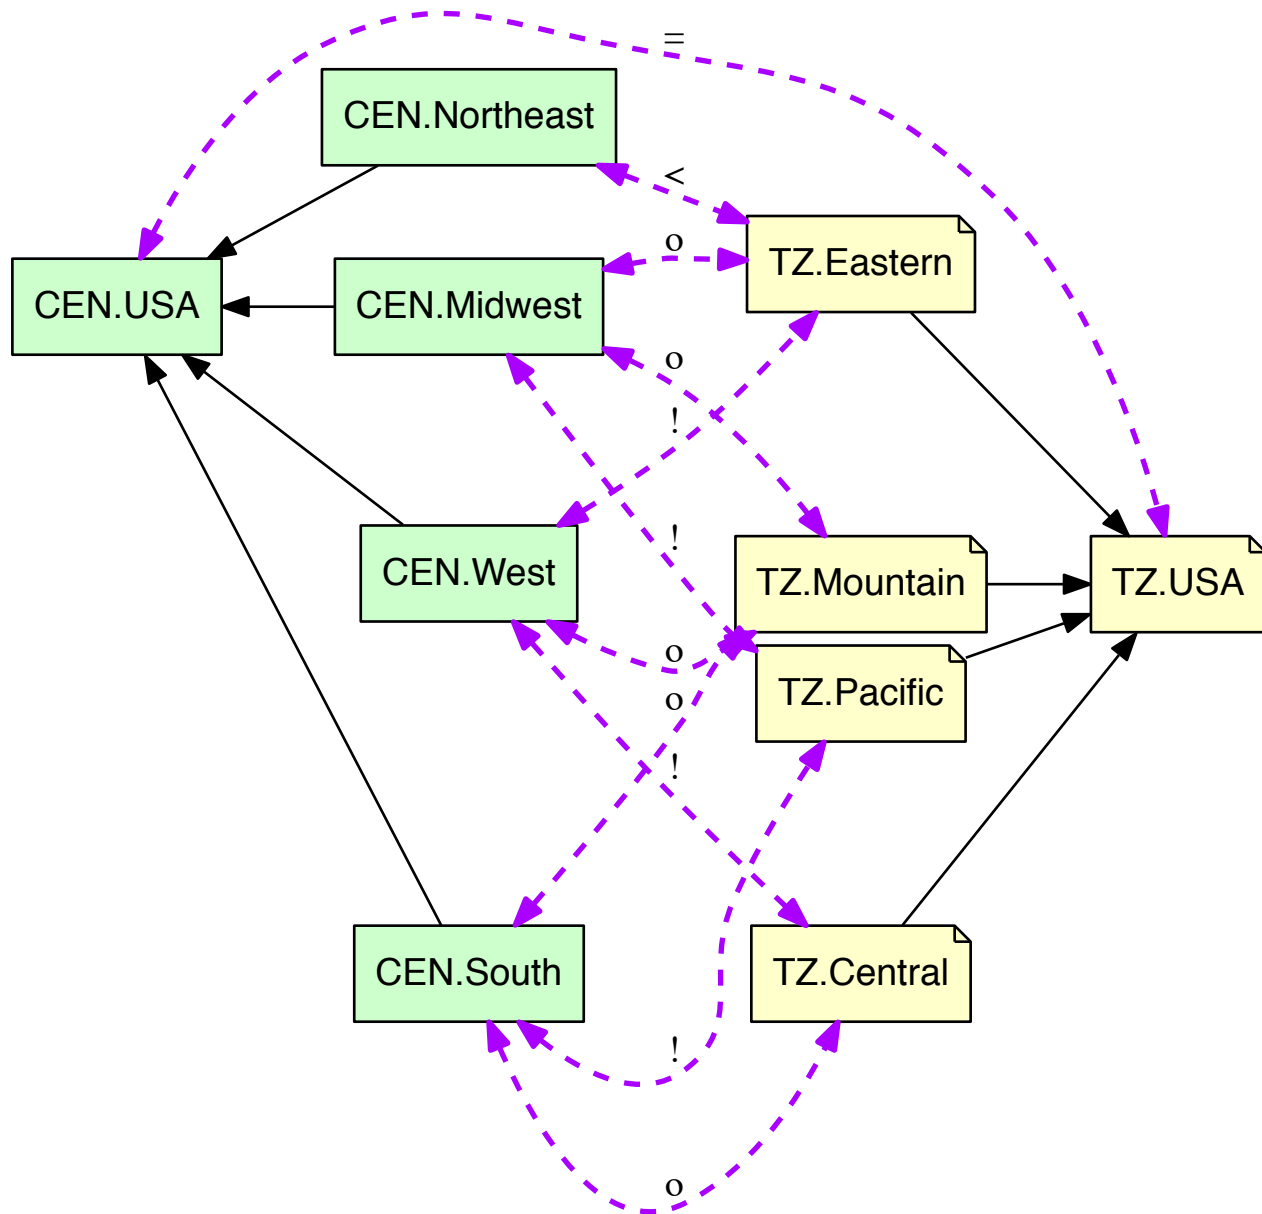 =
CEN.Northeast
<
o
TZ.Eastern
CEN.USA
CEN.Midwest
o
!
!
CEN.West
TZ.Mountain
TZ.USA
o
o
TZ.Pacific
!
CEN.South
TZ.Central
!
o